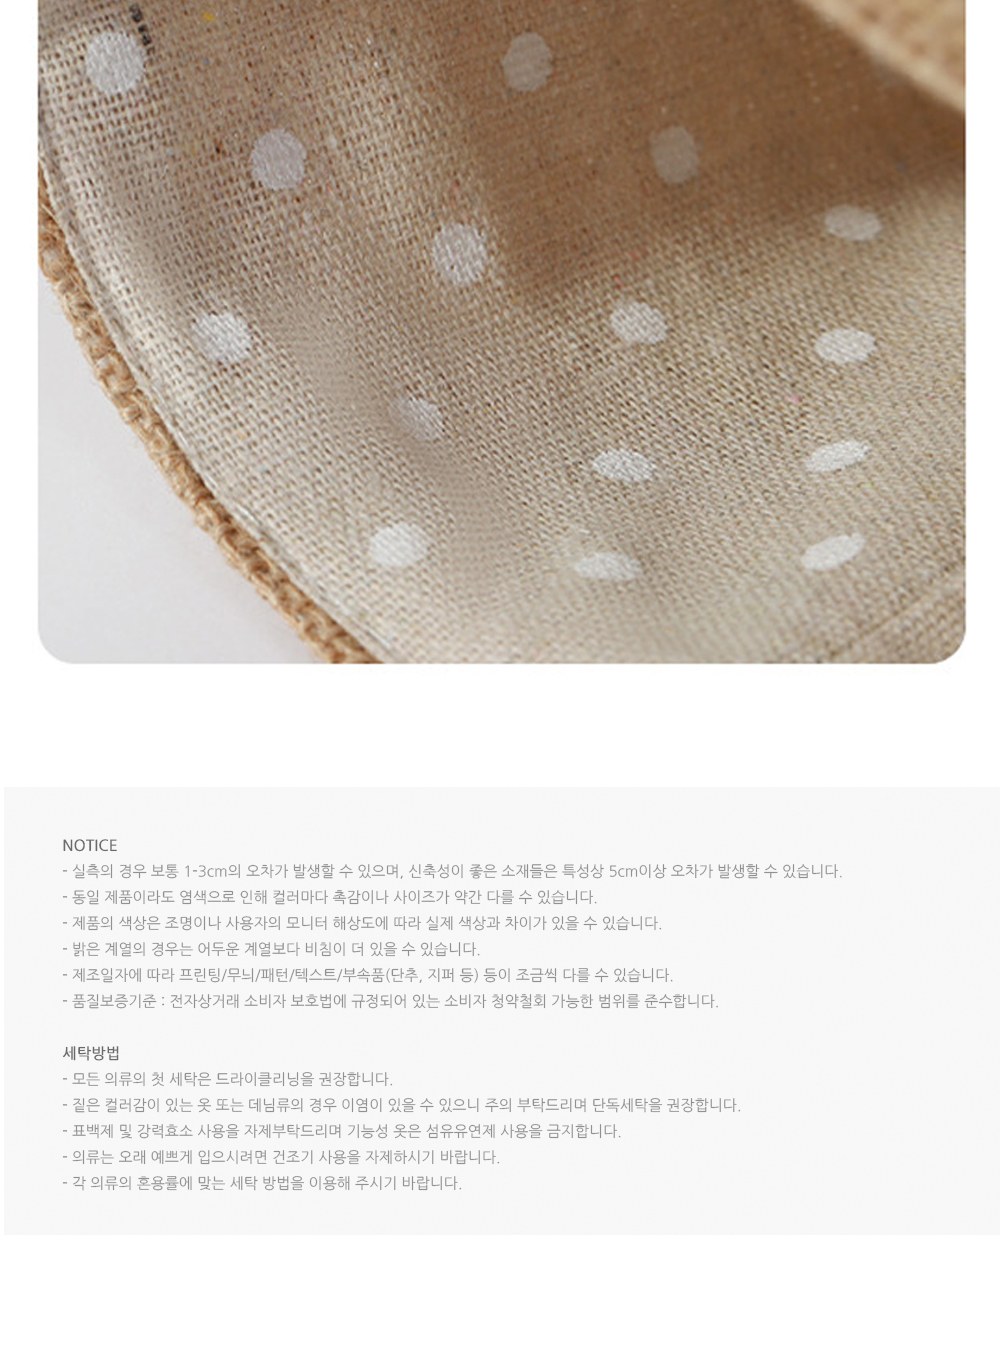 NOTICE
- 실측의 경우 보통 1-3cm의 오차가 발생할 수 있으며, 신축성이 좋은 소재들은 특성상 5cm이상 오차가 발생할 수 있습니다.
- 동일 제품이라도 염색으로 인해 컬러마다 촉감이나 사이즈가 약간 다를 수 있습니다.
- 제품의 색상은 조명이나 사용자의 모니터 해상도에 따라 실제 색상과 차이가 있을 수 있습니다.
- 밝은 계열의 경우는 어두운 계열보다 비침이 더 있을 수 있습니다.
- 제조일자에 따라 프린팅/무늬/패턴/텍스트/부속품(단추, 지퍼 등) 등이 조금씩 다를 수 있습니다.
- 품질보증기준 : 전자상거래 소비자 보호법에 규정되어 있는 소비자 청약철회 가능한 범위를 준수합니다.
세탁방법
- 모든 의류의 첫 세탁은 드라이클리닝을 권장합니다.
- 짙은 컬러감이 있는 옷 또는 데님류의 경우 이염이 있을 수 있으니 주의 부탁드리며 단독세탁을 권장합니다.
- 표백제 및 강력효소 사용을 자제부탁드리며 기능성 옷은 섬유유연제 사용을 금지합니다.
- 의류는 오래 예쁘게 입으시려면 건조기 사용을 자제하시기 바랍니다.
- 각 의류의 혼용률에 맞는 세탁 방법을 이용해 주시기 바랍니다.